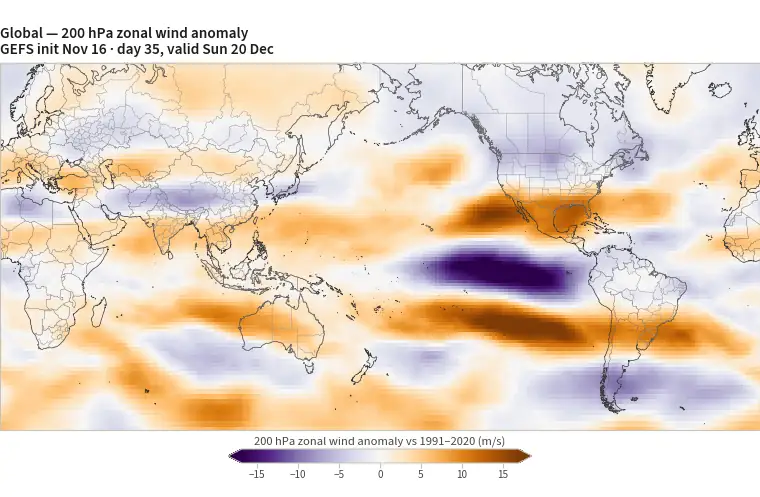 Global — 200 hPa zonal wind anomaly
GEFS init Nov 16 · day 35, valid Sun 20 Dec
200 hPa zonal wind anomaly vs 1991–2020 (m/s)
−15 −10 −5 0 5 10 15